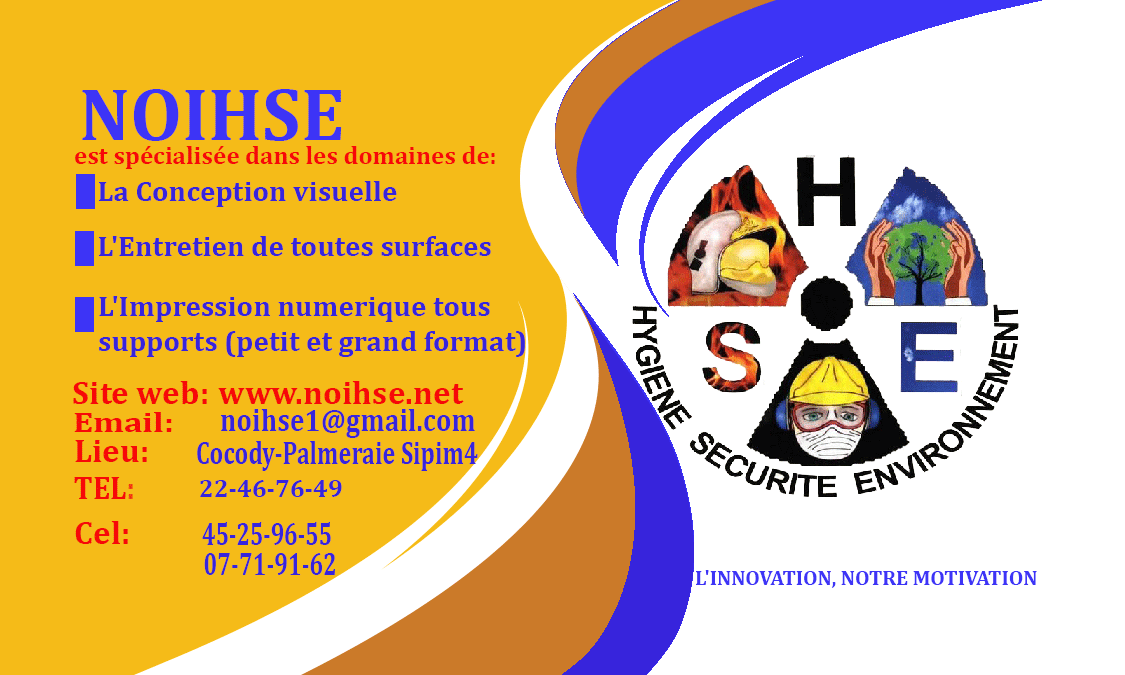 NOIHSE
est spécialisée dans les domaines de:
La Conception visuelle
L'Entretien de toutes surfaces
L'Impression numerique tous
supports (petit et grand format)
Site web: www.noihse.net
Email: noihse1@gmail.com
Lieu: Cocody-Palmeraie Sipim4
TEL: 22-46-76-49
Cel: 45-25-96-55
07-71-91-62
H
S E
HYGIENE SECURITE ENVIRONNEMENT
L'INNOVATION, NOTRE MOTIVATION